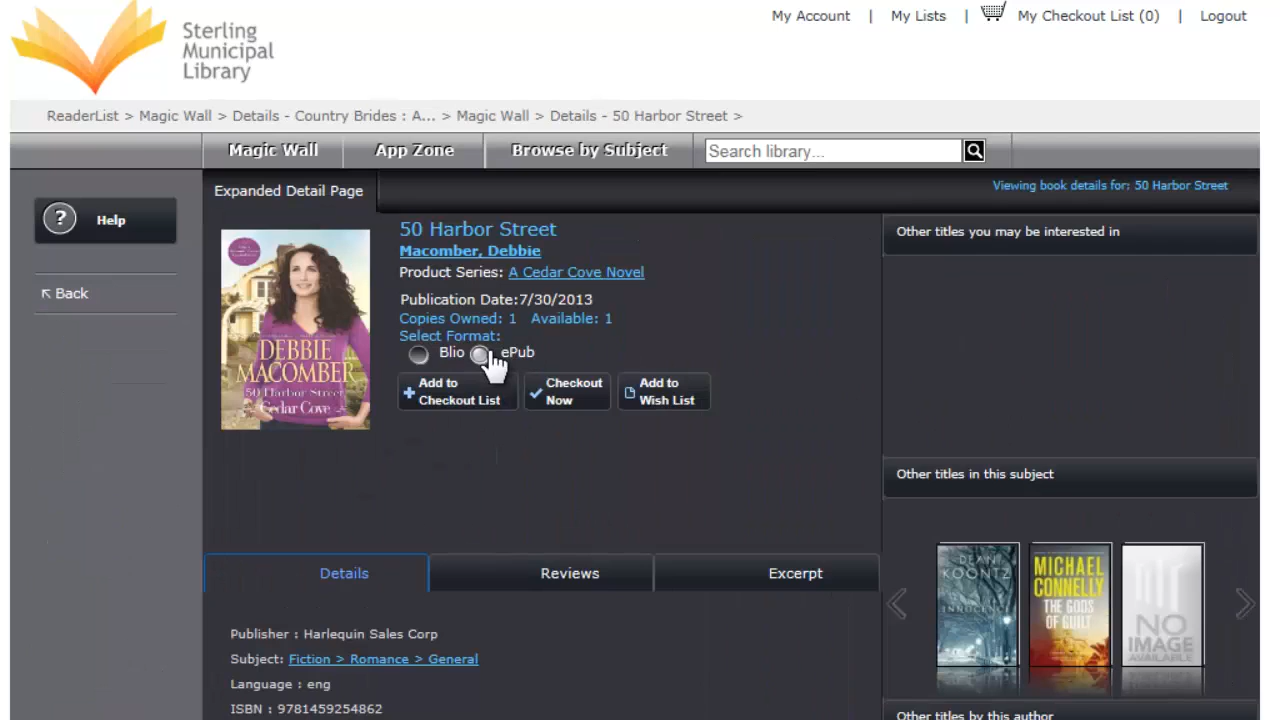 My Account | My Lists | My Checkout List (0) | Logout
Sterling
Municipal
Library
ReaderList > Magic Wall > Details - Country Brides : A... > Magic Wall > Details - 50 Harbor Street >
Magic Wall
App Zone
Browse by Subject
Search library...
Expanded Detail Page
Viewing book details for: 50 Harbor Street
? Help
Back
DEBBIE
MACOMBER
50 Harbor Street
Cedar Cove
50 Harbor Street
Macomber, Debbie
Product Series: A Cedar Cove Novel
Publication Date:7/30/2013
Copies Owned: 1 Available: 1
Select Format:
Blio ePub
Add to
Checkout List
Checkout
Now
Add to
Wish List
Other titles you may be interested in
Other titles in this subject
DEAN
KOONTZ
INNOCENCE
MICHAEL
CONNELLY
THE GODS
OF GUILT
NO
IMAGE
AVAILABLE
Details
Reviews
Excerpt
Publisher : Harlequin Sales Corp
Subject: Fiction > Romance > General
Language : eng
ISBN : 9781459254862
Other titles by this author